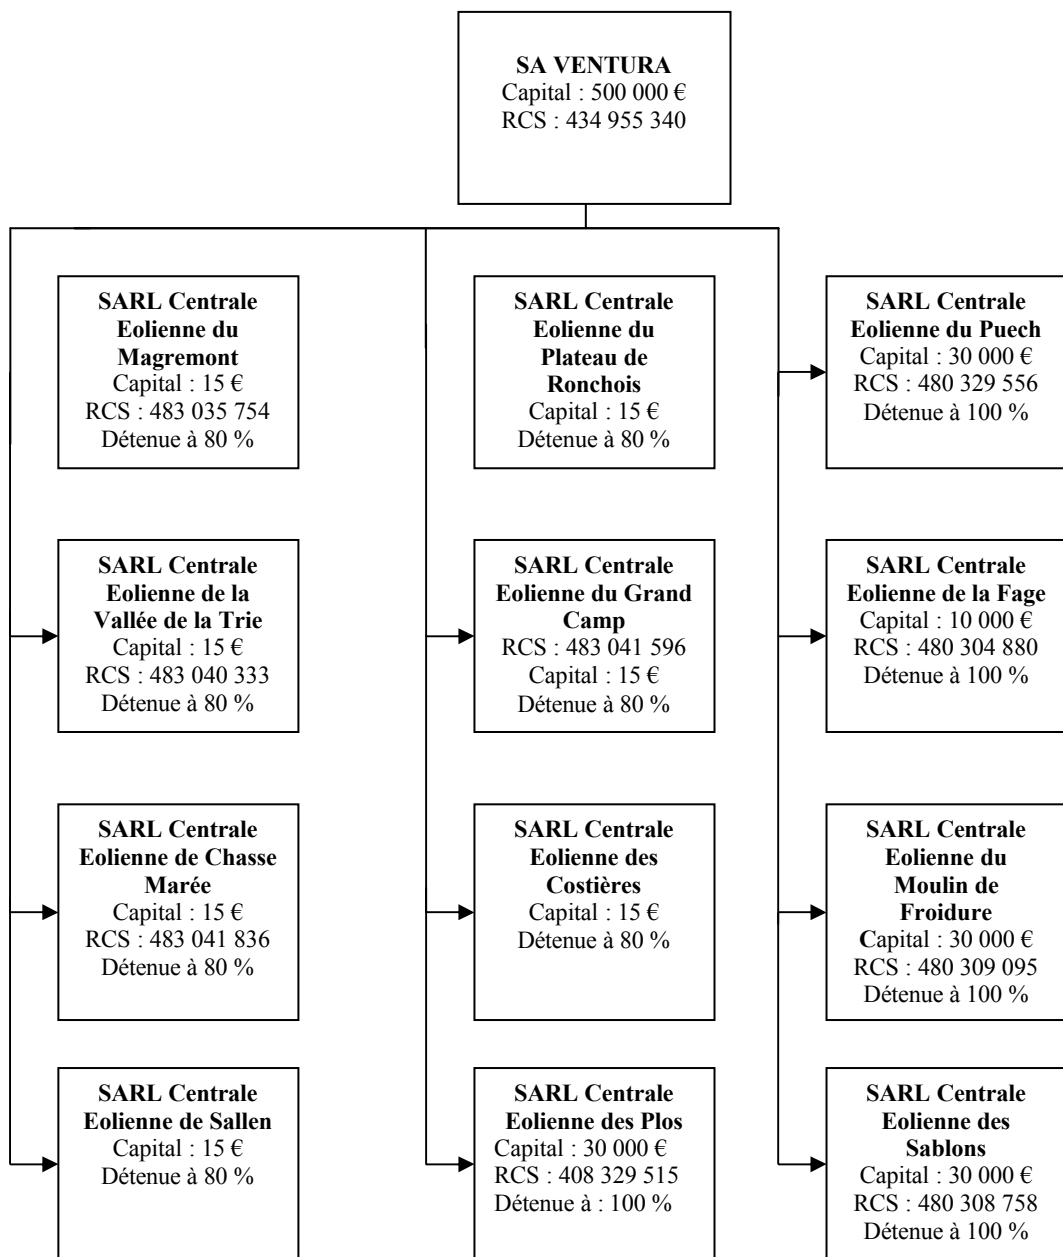 SA VENTURA
Capital : 500 000 €
RCS : 434 955 340
SARL Centrale
Eolienne du
Magremont
Capital : 15 €
RCS : 483 035 754
Détenue à 80 %
SARL Centrale
Eolienne du
Plateau de
Ronchois
Capital : 15 €
Détenue à 80 %
SARL Centrale
Eolienne du Puech
Capital : 30 000 €
RCS : 480 329 556
Détenue à 100 %
SARL Centrale
Eolienne de la
Vallée de la Trie
Capital : 15 €
RCS : 483 040 333
Détenue à 80 %
SARL Centrale
Eolienne du Grand
Camp
RCS : 483 041 596
Capital : 15 €
Détenue à 80 %
SARL Centrale
Eolienne de la Fage
Capital : 10 000 €
RCS : 480 304 880
Détenue à 100 %
SARL Centrale
Eolienne de Chasse
Marée
Capital : 15 €
RCS : 483 041 836
Détenue à 80 %
SARL Centrale
Eolienne des
Costières
Capital : 15 €
Détenue à 80 %
SARL Centrale
Eolienne du
Moulin de
Froidure
Capital : 30 000 €
RCS : 480 309 095
Détenue à 100 %
SARL Centrale
Eolienne de Sallen
Capital : 15 €
Détenue à 80 %
SARL Centrale
Eolienne des Plos
Capital : 30 000 €
RCS : 408 329 515
Détenue à : 100 %
SARL Centrale
Eolienne des
Sablons
Capital : 30 000 €
RCS : 480 308 758
Détenue à 100 %